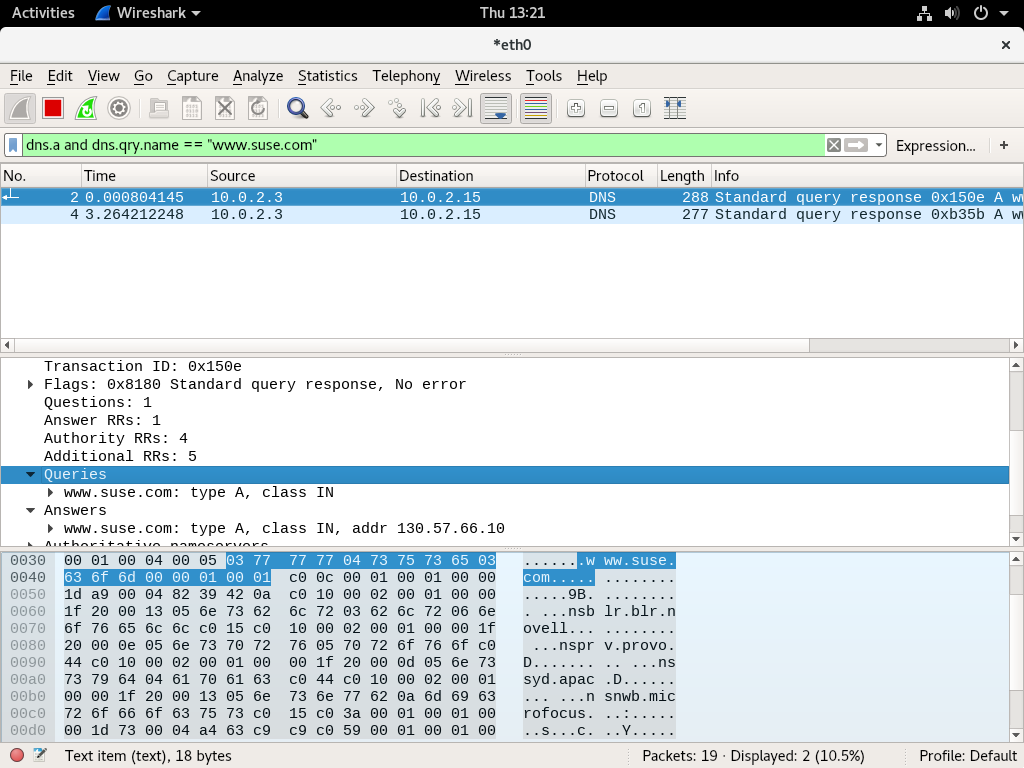 Activities Wireshark Thu 13:21
*eth0
File Edit View Go Capture Analyze Statistics Telephony Wireless Tools Help
dns.a and dns.qry.name == "www.suse.com" Expression... +
No. Time Source Destination Protocol Length Info
2 0.000804145 10.0.2.3 10.0.2.15 DNS 288 Standard query response 0x150e A
4 3.264212248 10.0.2.3 10.0.2.15 DNS 277 Standard query response 0xb35b A
Transaction ID: 0x150e
Flags: 0x8180 Standard query response, No error
Questions: 1
Answer RRs: 1
Authority RRs: 4
Additional RRs: 5
Queries
www.suse.com: type A, class IN
Answers
www.suse.com: type A, class IN, addr 130.57.66.10
Authoritative nameservers
0030 00 01 00 04 00 05 03 77 77 77 04 73 75 73 65 03 .......w ww.suse.
0040 63 6f 6d 00 00 01 00 01 c0 0c 00 01 00 01 00 00 com..... ........
0050 1d a9 00 04 82 39 42 0a c0 10 00 02 00 01 00 00 .....9B. ........
0060 1f 20 00 13 05 6e 73 62 6c 72 03 62 6c 72 06 6e . ...nsb lr.blr.n
0070 6f 76 65 6c 6c c0 15 c0 10 00 02 00 01 00 00 1f ovell... ........
0080 20 00 0e 05 6e 73 70 72 76 05 70 72 6f 76 6f c0 ...nspr v.provo.
0090 44 c0 10 00 02 00 01 00 00 1f 20 00 0d 05 6e 73 D....... .. ...ns
00a0 73 79 64 04 61 70 61 63 c0 44 c0 10 00 02 00 01 syd.apac .D......
00b0 00 00 1f 20 00 13 05 6e 73 6e 77 62 0a 6d 69 63 ... ...n snwb.mic
00c0 72 6f 66 6f 63 75 73 c0 15 c0 3a 00 01 00 01 00 rofocus. ..:.....
00d0 00 1d 73 00 04 a4 63 c9 c9 c0 59 00 01 00 01 00 ..s...c. ..Y.....
Text item (text), 18 bytes Packets: 19 · Displayed: 2 (10.5%) Profile: Default